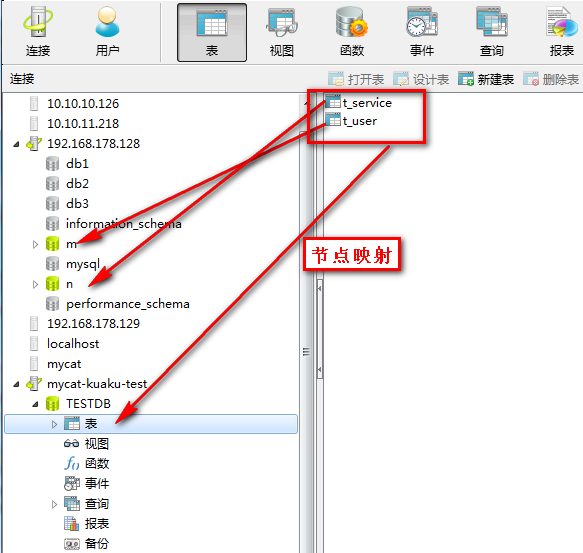 连接 用户 表 视图 函数 事件 查询 报表
连接 打开表 设计表 新建表 删除表
10.10.10.126
10.10.11.218
192.168.178.128
db1
db2
db3
information_schema
m
mysql
n
performance_schema
192.168.178.129
localhost
mycat
mycat-kuaku-test
TESTDB
表
视图
函数
事件
查询
报表
备份
t_service
t_user
节点映射